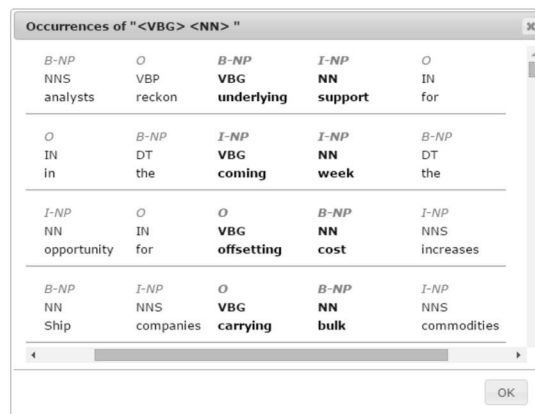 Occurrences of "<VBG> <NN> "
B-NP O B-NP I-NP O
NNS VBP VBG NN IN
analysts reckon underlying support for
O B-NP I-NP I-NP B-NP
IN DT VBG NN DT
in the coming week the
I-NP O O B-NP I-NP
NN IN VBG NN NNS
opportunity for offsetting cost increases
B-NP I-NP O B-NP I-NP
NN NNS VBG NN NNS
Ship companies carrying bulk commodities
OK